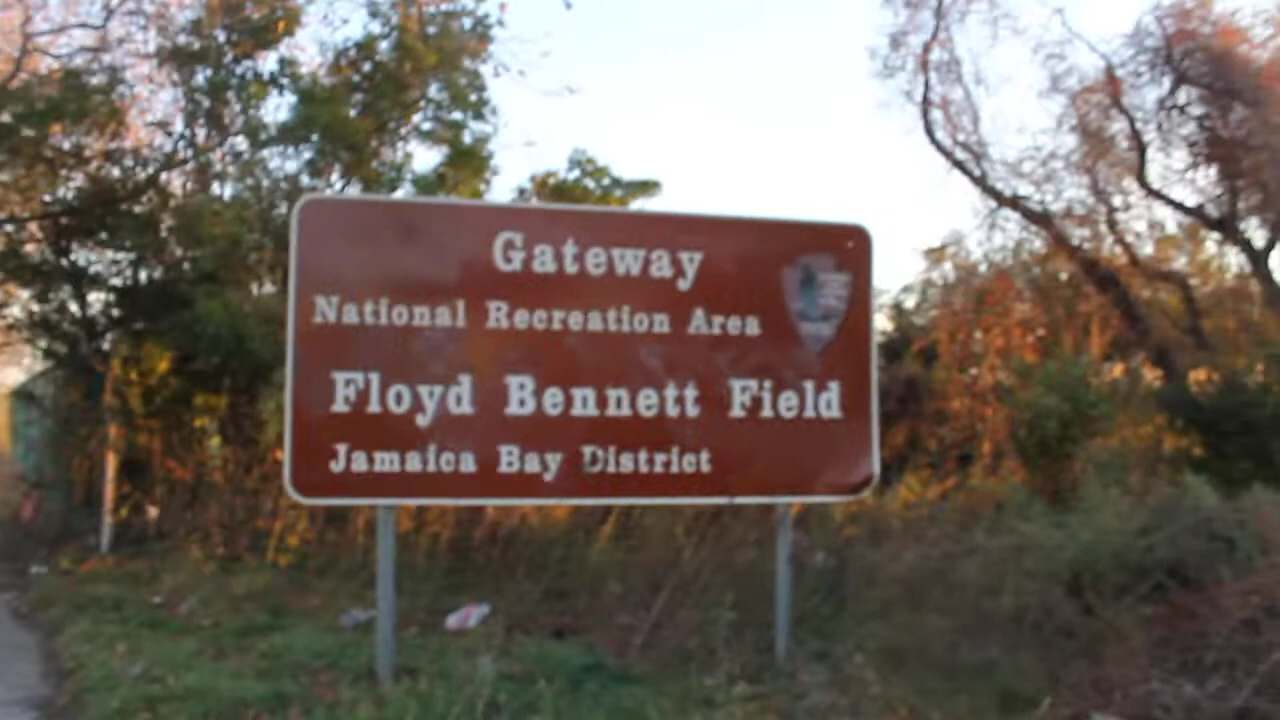 Gateway
National Recreation Area
Floyd Bennett Field
Jamaica Bay District